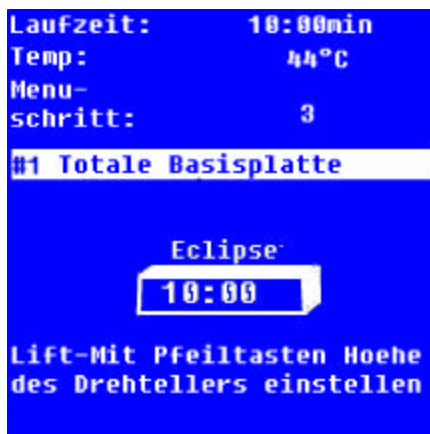 Laufzeit: 10:00min
Temp: 44°C
Menu-
schritt: 3
#1 Totale Basisplatte
Eclipse
10:00
Lift-Mit Pfeiltasten Hoehe
des Drehtellers einstellen